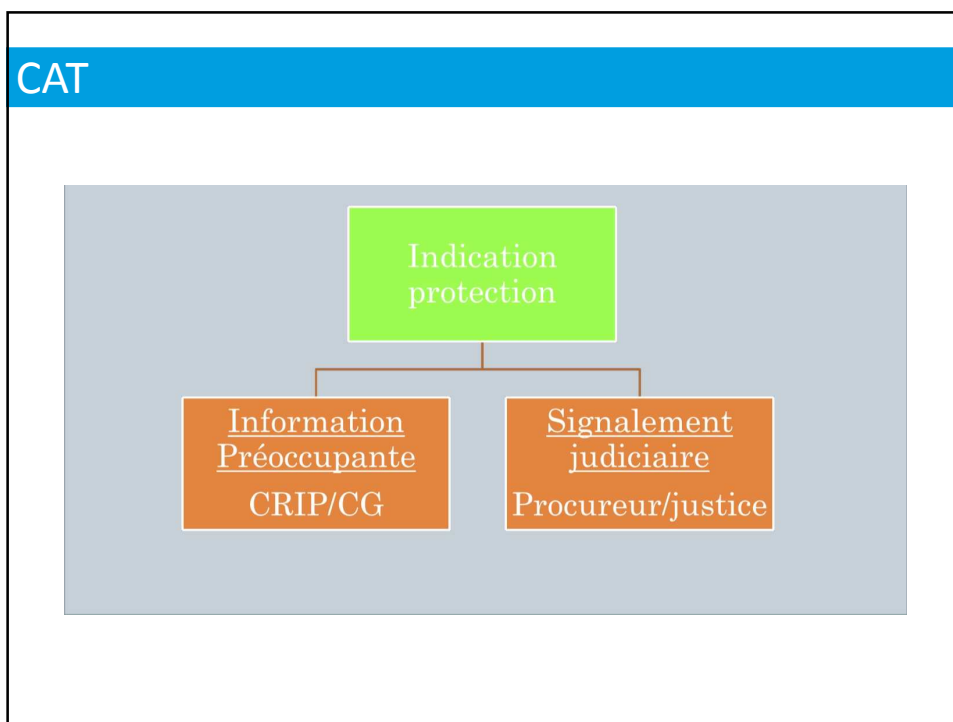 CAT
Indication
protection
Information
Préoccupante
CRIP/CG
Signalement
judiciaire
Procureur/justice